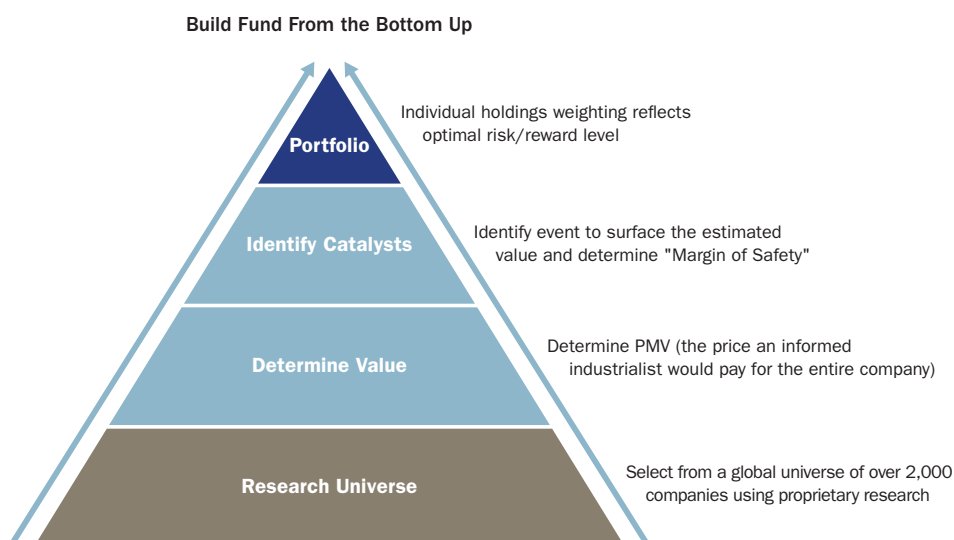 Build Fund From the Bottom Up
Portfolio
Individual holdings weighting reflects
optimal risk/reward level
Identify Catalysts
Identify event to surface the estimated
value and determine "Margin of Safety"
Determine Value
Determine PMV (the price an informed
industrialist would pay for the entire company)
Research Universe
Select from a global universe of over 2,000
companies using proprietary research